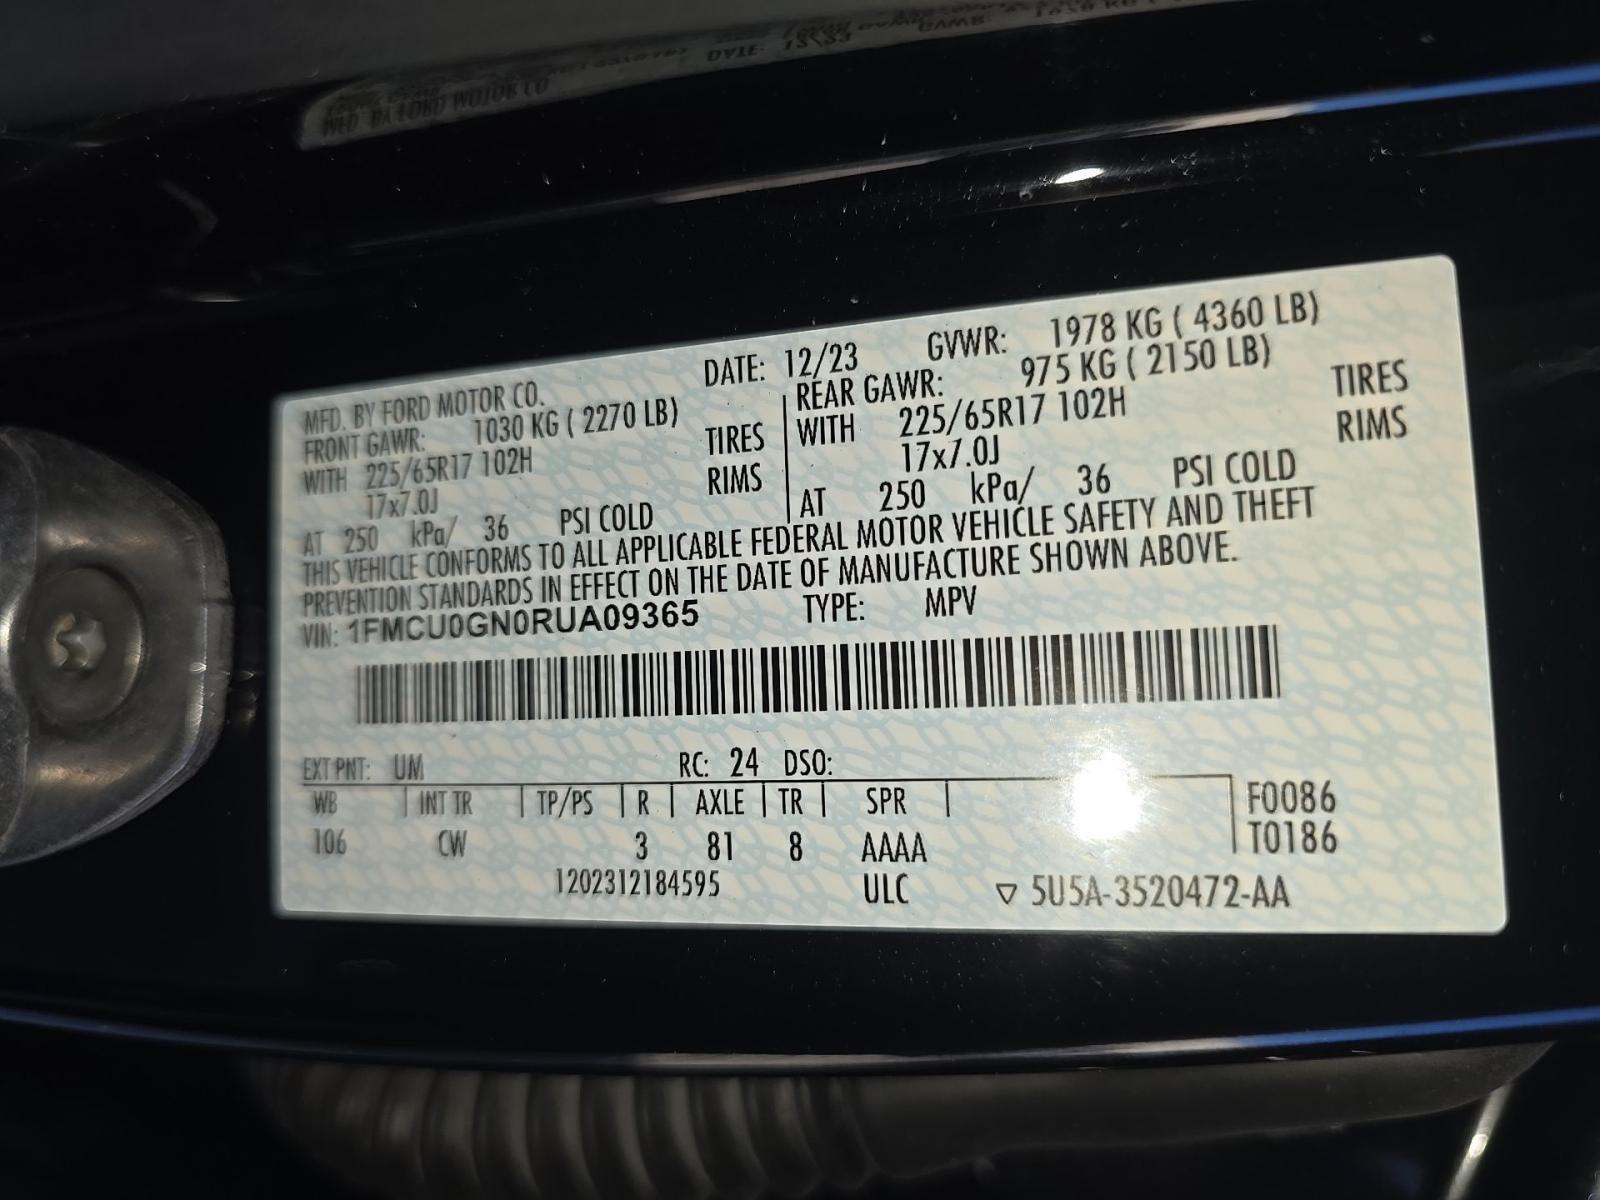 MFD. BY FORD MOTOR CO. DATE: 12/23 GVWR: 1978 KG ( 4360 LB)
FRONT GAWR: 1030 KG ( 2270 LB) REAR GAWR: 975 KG ( 2150 LB)
WITH 225/65R17 102H TIRES WITH 225/65R17 102H TIRES
17x7.0J RIMS 17x7.0J RIMS
AT 250 kPa/ 36 PSI COLD AT 250 kPa/ 36 PSI COLD
THIS VEHICLE CONFORMS TO ALL APPLICABLE FEDERAL MOTOR VEHICLE SAFETY AND THEFT
PREVENTION STANDARDS IN EFFECT ON THE DATE OF MANUFACTURE SHOWN ABOVE.
VIN: 1FMCU0GN0RUA09365 TYPE: MPV
EXT PNT: UM RC: 24 DSO:
WB INT TR TP/PS R AXLE TR SPR F0086
106 CW 3 81 8 AAAA T0186
1202312184595 ULC ▽ 5U5A-3520472-AA